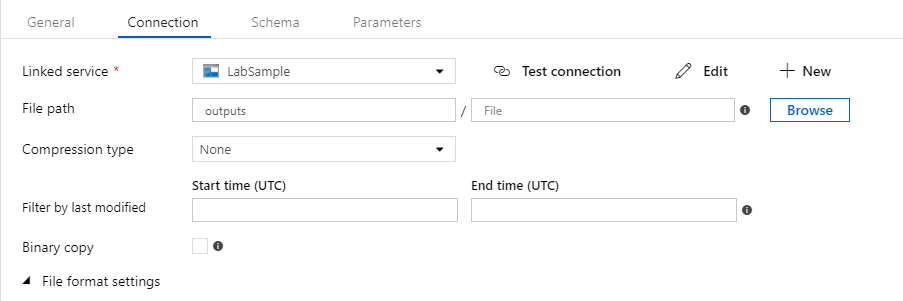 General Connection Schema Parameters
Linked service * LabSample Test connection Edit New
File path outputs / File Browse
Compression type None
Start time (UTC) End time (UTC)
Filter by last modified
Binary copy
File format settings